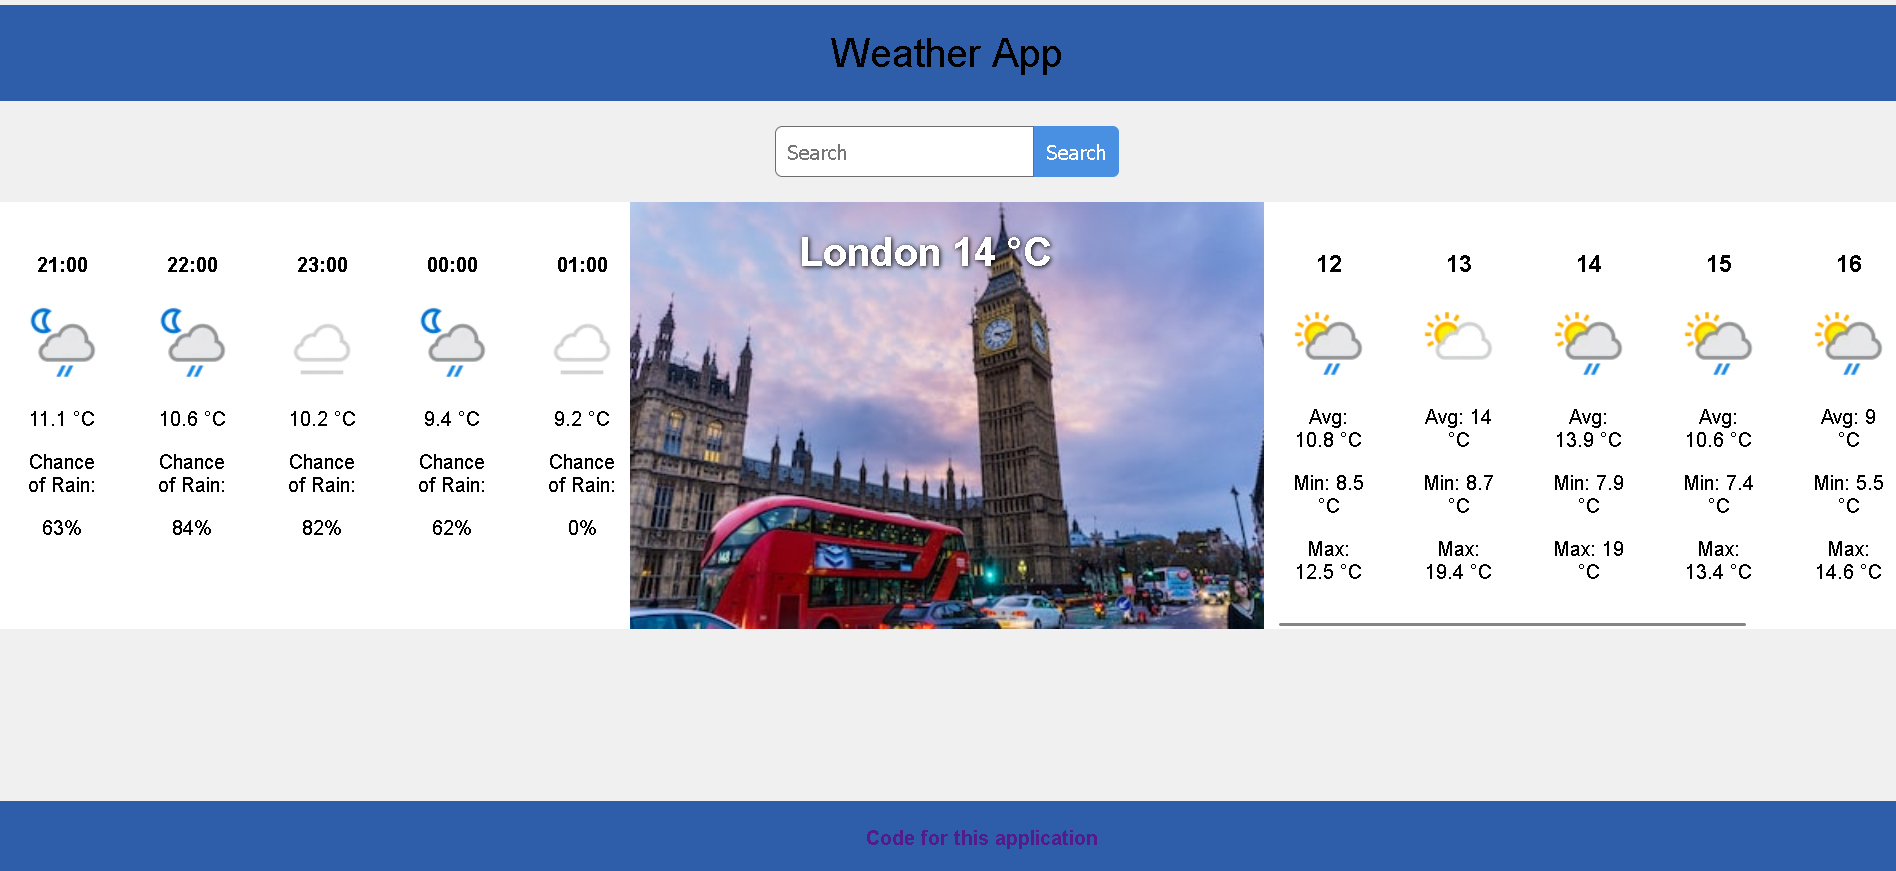 Weather App
Search
Search
21:00
22:00
23:00
00:00
01:00
11.1 °C
10.6 °C
10.2 °C
9.4 °C
9.2 °C
Chance
of Rain:
Chance
of Rain:
Chance
of Rain:
Chance
of Rain:
Chance
of Rain:
63%
84%
82%
62%
0%
London 14 °C
12
13
14
15
16
Avg:
10.8 °C
Avg: 14
°C
Avg:
13.9 °C
Avg:
10.6 °C
Avg: 9
°C
Min: 8.5
°C
Min: 8.7
°C
Min: 7.9
°C
Min: 7.4
°C
Min: 5.5
°C
Max:
12.5 °C
Max:
19.4 °C
Max: 19
°C
Max:
13.4 °C
Max:
14.6 °C
Code for this application